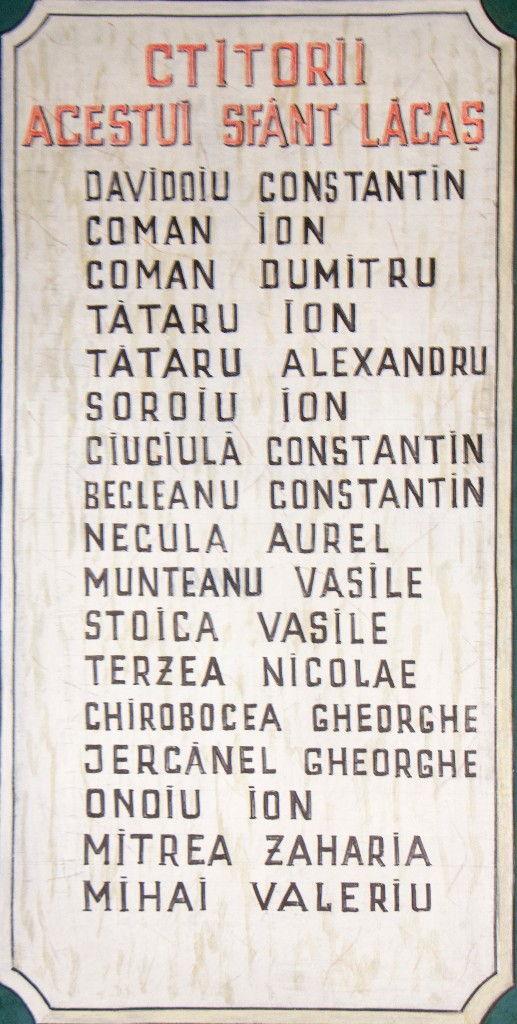 CTITORII
ACESTUI SFÂNT LĂCAȘ
DAVIDOIU CONSTANTIN
COMAN ION
COMAN DUMITRU
TĂTARU ION
TĂTARU ALEXANDRU
SOROIU ION
CIUCIULĂ CONSTANTIN
BECLEANU CONSTANTIN
NECULA AUREL
MUNTEANU VASILE
STOICA VASILE
TERZEA NICOLAE
CHIROBOCEA GHEORGHE
JERCĂNEL GHEORGHE
ONOIU ION
MITREA ZAHARIA
MIHAI VALERIU